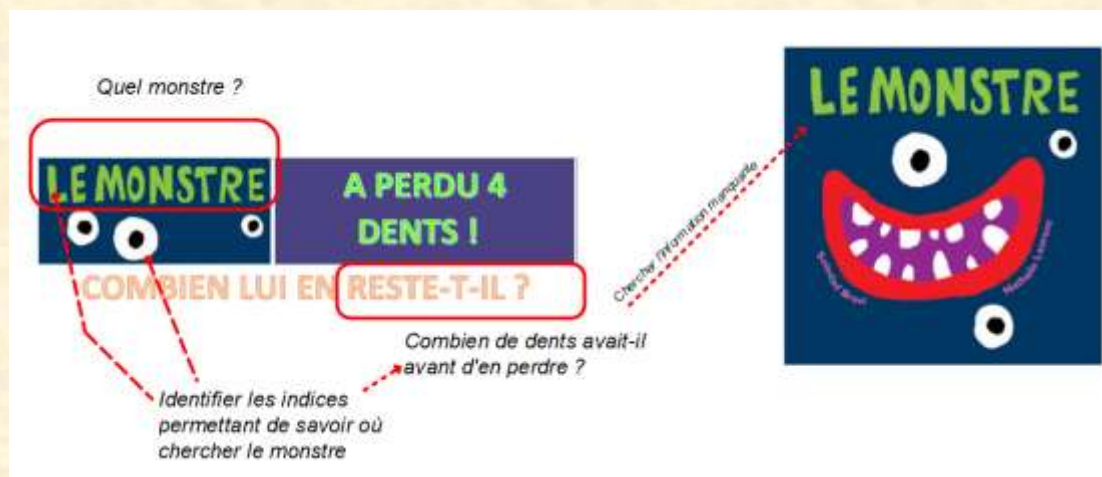 Quel monstre ?
LE MONSTRE
A PERDU 4
DENTS !
COMBIEN LUI EN RESTE-T-IL ?
Combien de dents avait-il
avant d'en perdre ?
Identifier les indices
permettant de savoir où
chercher le monstre
Chercher l'information manquante
LE MONSTRE